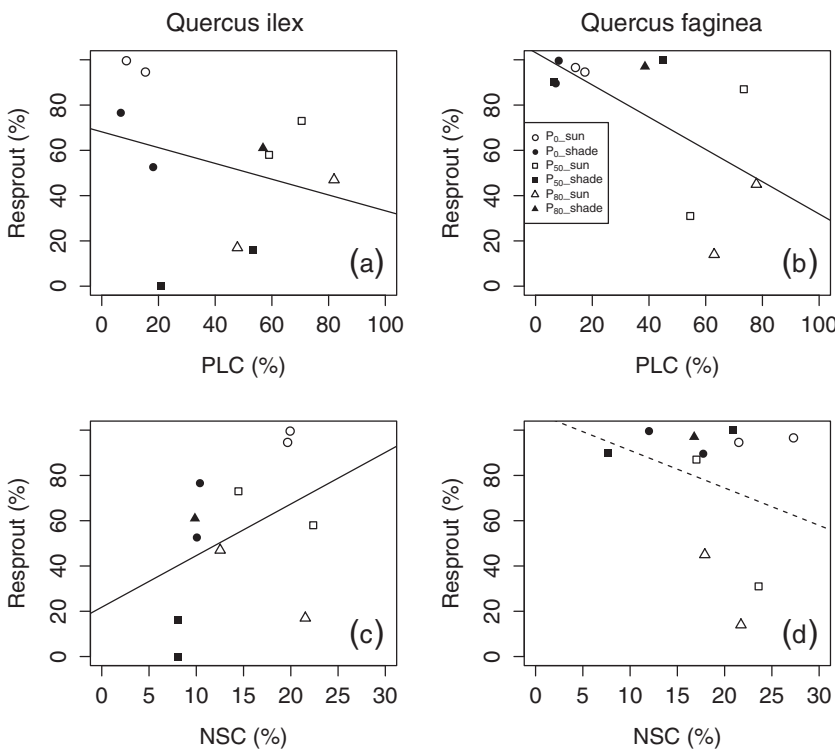 Quercus ilex
Quercus faginea
Resprout (%)
0 20 40 60 80
0 20 40 60 80 100
PLC (%)
(a)
Resprout (%)
0 20 40 60 80
0 20 40 60 80 100
PLC (%)
(b)
P₀_sun
P₀_shade
P₅₀_sun
P₅₀_shade
P₈₀_sun
P₈₀_shade
Resprout (%)
0 20 40 60 80
0 5 10 15 20 25 30
NSC (%)
(c)
Resprout (%)
0 20 40 60 80
0 5 10 15 20 25 30
NSC (%)
(d)